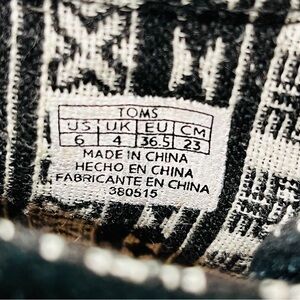 TOMS
US UK EU CM
6 4 36.5 23
MADE IN CHINA
HECHO EN CHINA
FABRICANTE EN CHINA
380515